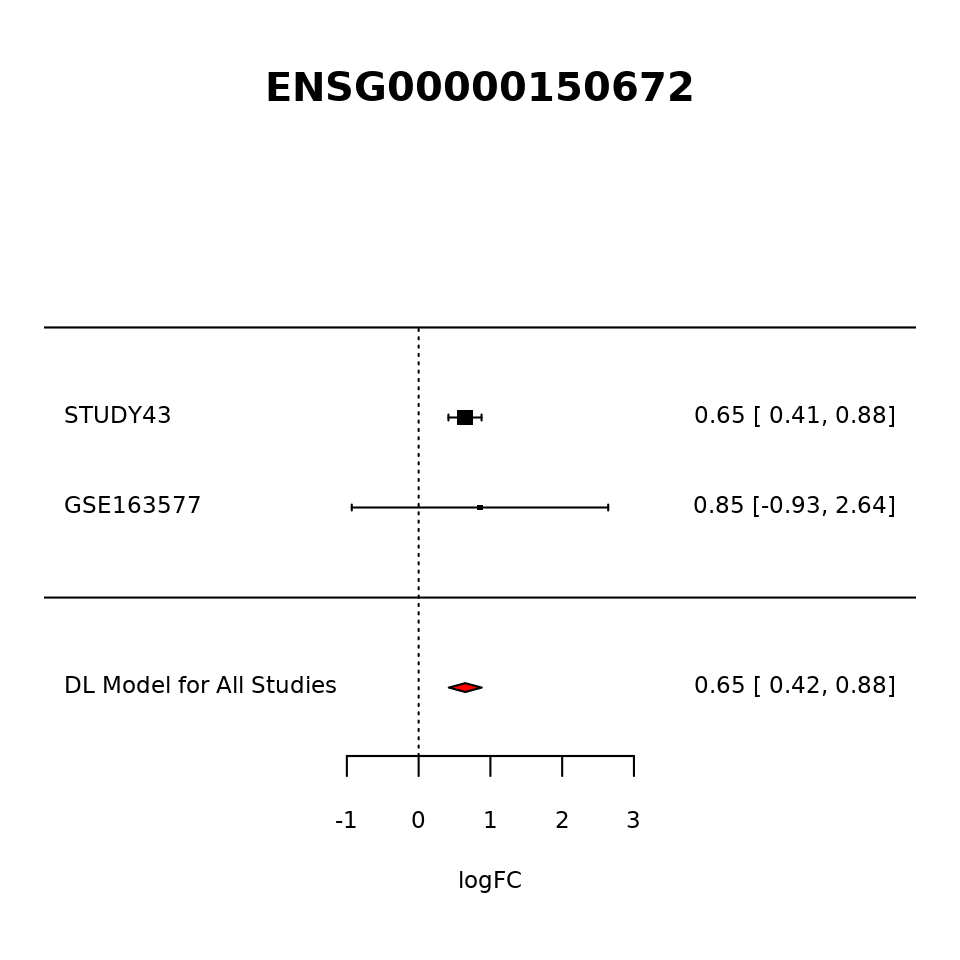 ENSG00000150672
STUDY43 0.65 [ 0.41, 0.88]
GSE163577 0.85 [-0.93, 2.64]
DL Model for All Studies 0.65 [ 0.42, 0.88]
-1 0 1 2 3
logFC